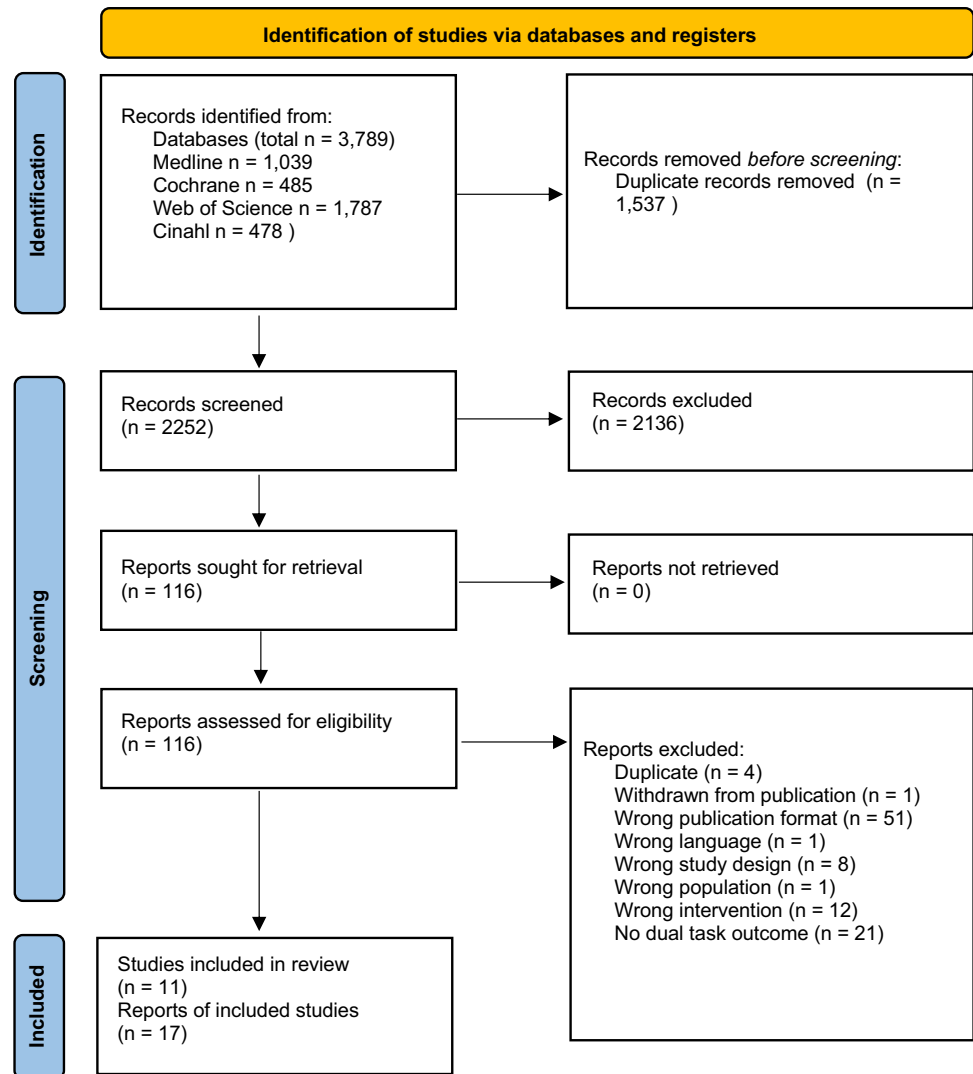 Identification of studies via databases and registers
Identification
Records identified from:
Databases (total n = 3,789)
Medline n = 1,039
Cochrane n = 485
Web of Science n = 1,787
Cinahl n = 478 )
Records removed before screening:
Duplicate records removed (n =
1,537 )
Screening
Records screened
(n = 2252)
Records excluded
(n = 2136)
Reports sought for retrieval
(n = 116)
Reports not retrieved
(n = 0)
Reports assessed for eligibility
(n = 116)
Reports excluded:
Duplicate (n = 4)
Withdrawn from publication (n = 1)
Wrong publication format (n = 51)
Wrong language (n = 1)
Wrong study design (n = 8)
Wrong population (n = 1)
Wrong intervention (n = 12)
No dual task outcome (n = 21)
Included
Studies included in review
(n = 11)
Reports of included studies
(n = 17)